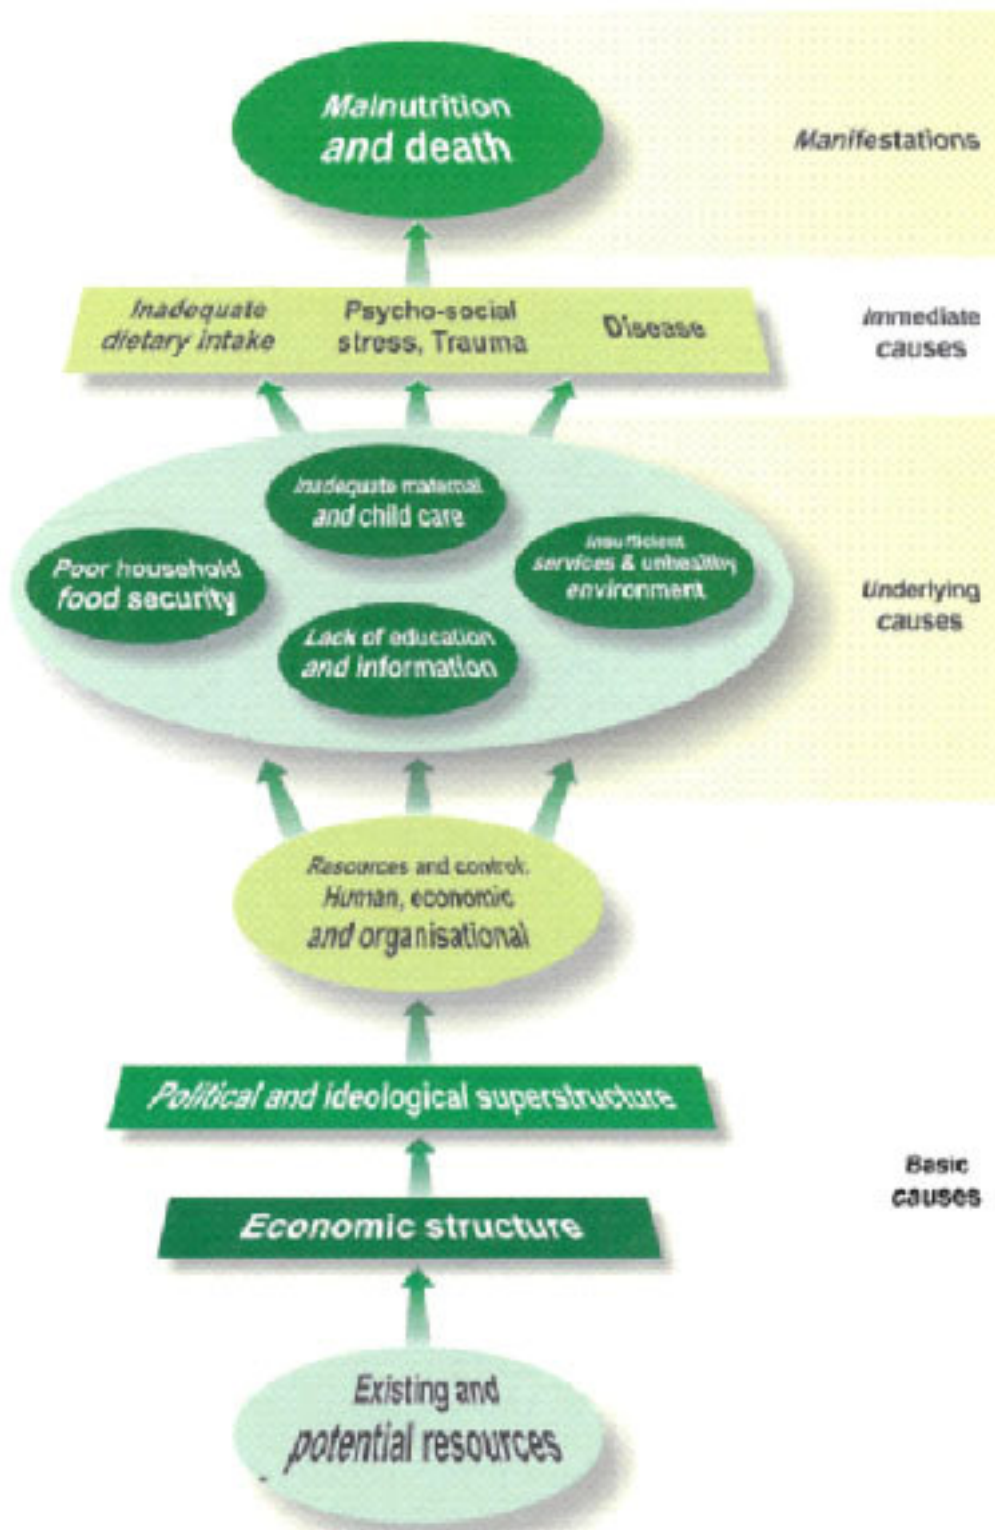 Malnutrition
and death
Manifestations
Inadequate
dietary intake
Psycho-social
stress, Trauma
Disease
Immediate
causes
Inadequate maternal
and child care
Poor household
food security
Insufficient
services & unhealthy
environment
Lack of education
and information
Underlying
causes
Resources and control:
Human, economic
and organisational
Political and ideological superstructure
Economic structure
Basic
causes
Existing and
potential resources